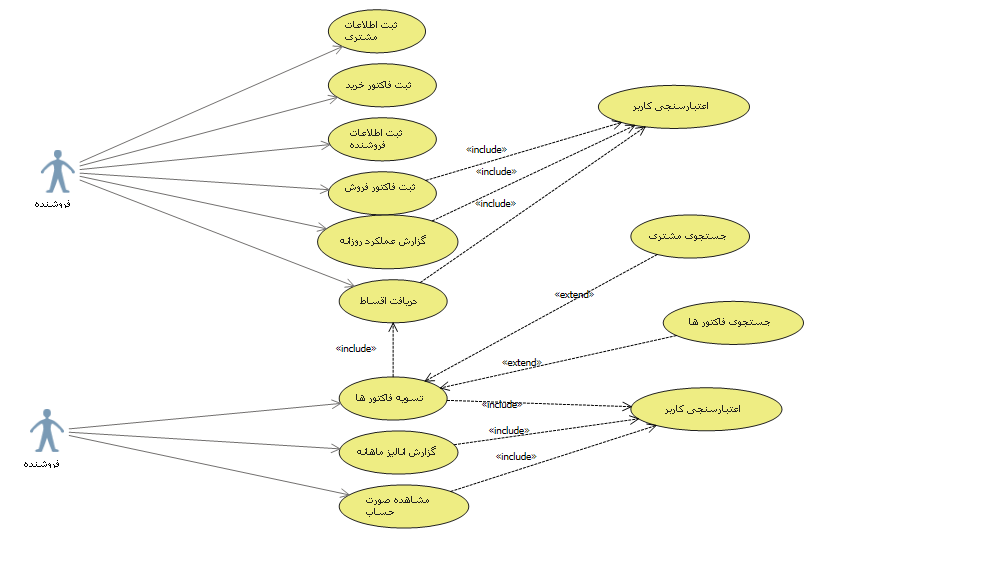 ثبت اطلاعات
مشتری
ثبت فاکتور خرید
اعتبارسنجی کاربر
ثبت اطلاعات
فروشنده
«include»
«include»
فروشنده
ثبت فاکتور فروش
«include»
گزارش عملکرد روزانه
جستجوی مشتری
دریافت اقساط
«extend»
جستجوی فاکتور ها
«include»
«extend»
تسویه فاکتور ها
«include»
اعتبارسنجی کاربر
«include»
گزارش انالیز ماهانه
«include»
فروشنده
مشاهده صورت
حساب